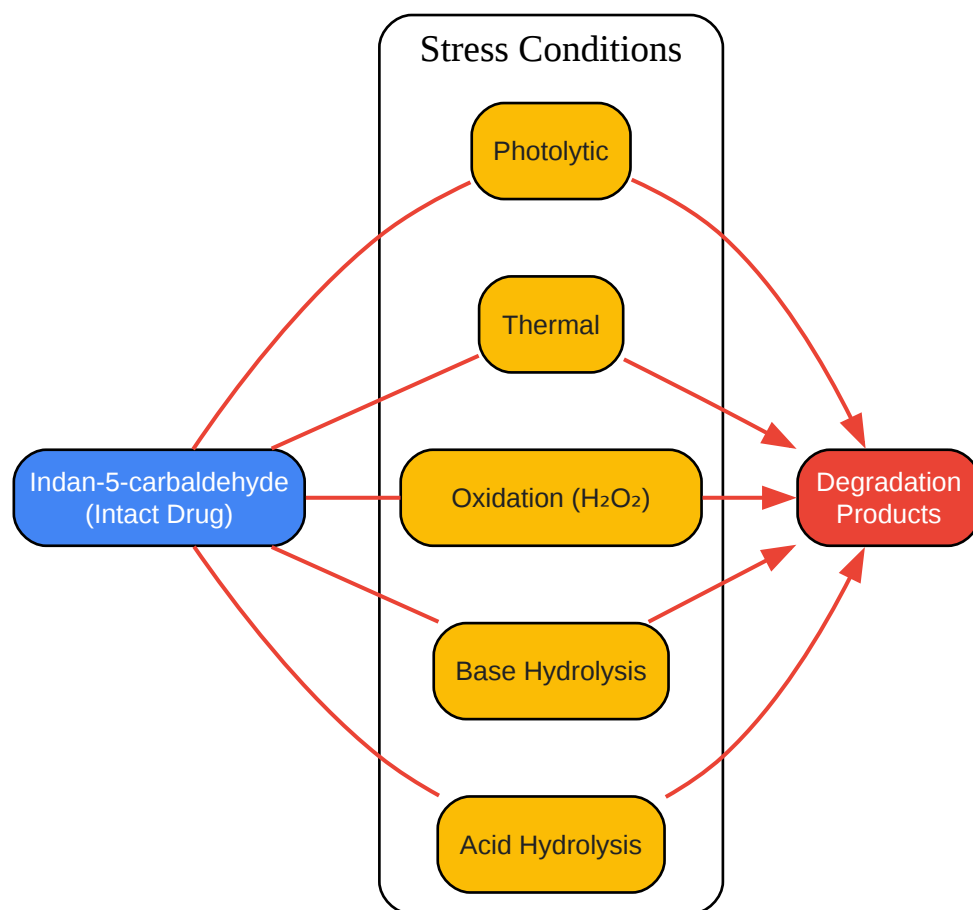 Stress Conditions
Photolytic
Thermal
Indan-5-carbaldehyde
(Intact Drug)
Oxidation (H₂O₂)
Degradation
Products
Base Hydrolysis
Acid Hydrolysis